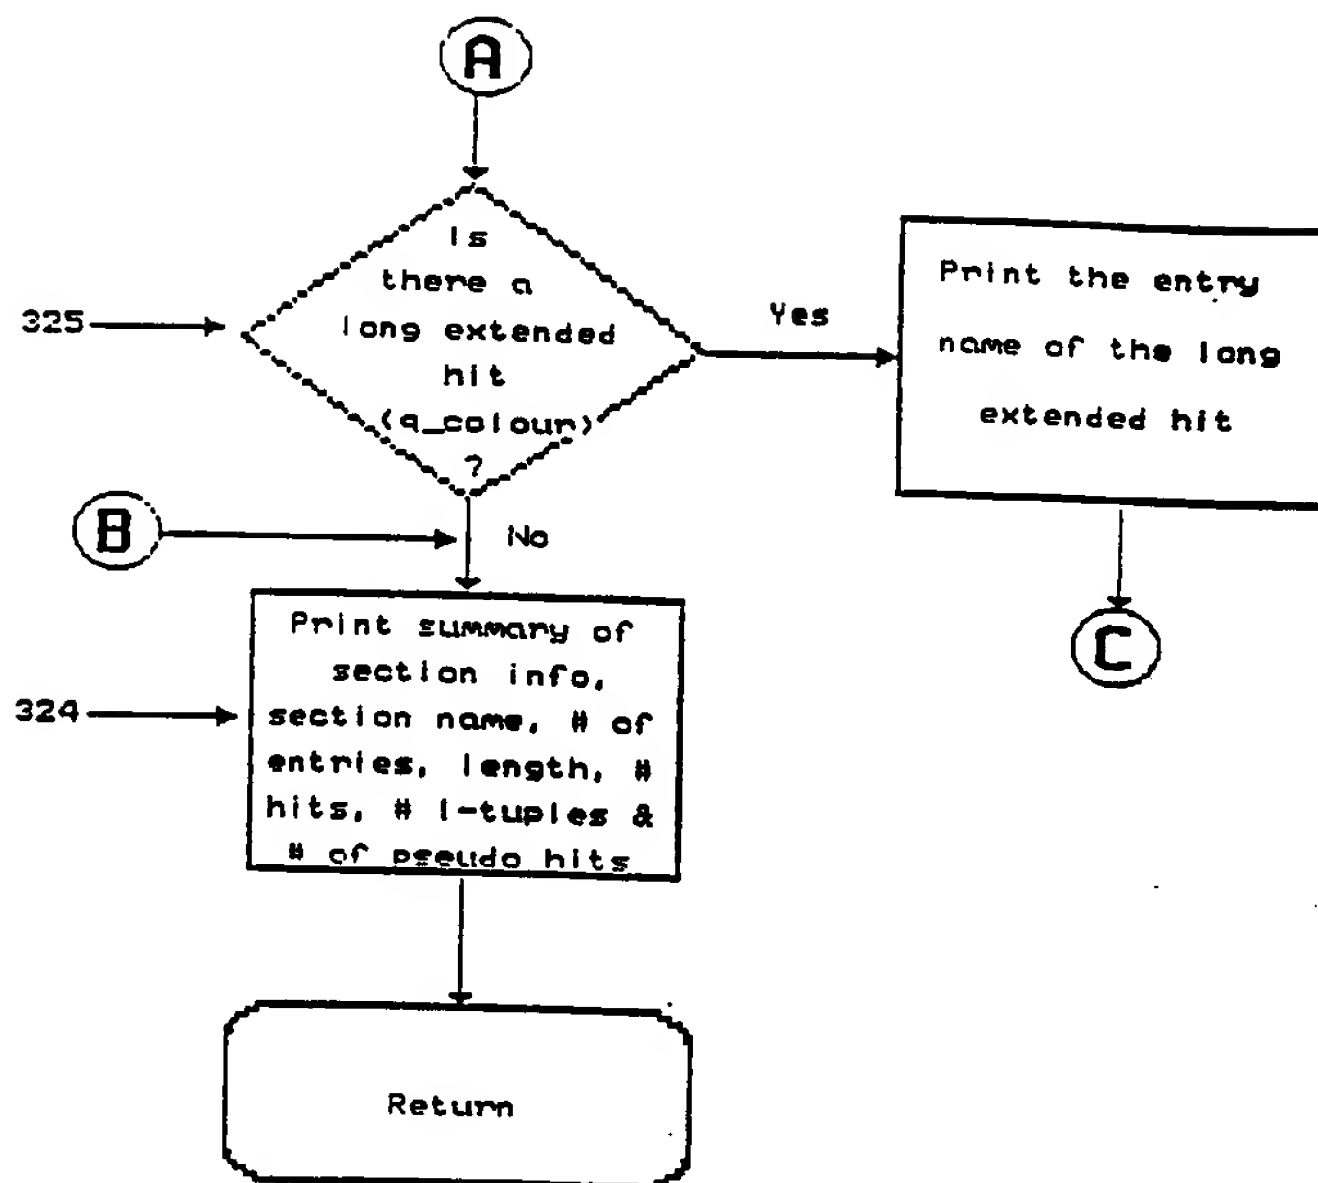 A
Is
there a
long extended
hit
(q_colour)
?
325
Yes
Print the entry
name of the long
extended hit
B
No
C
Print summary of
section info,
section name, # of
entries, length, #
hits, # l-tuples &
# of pseudo hits
324
Return